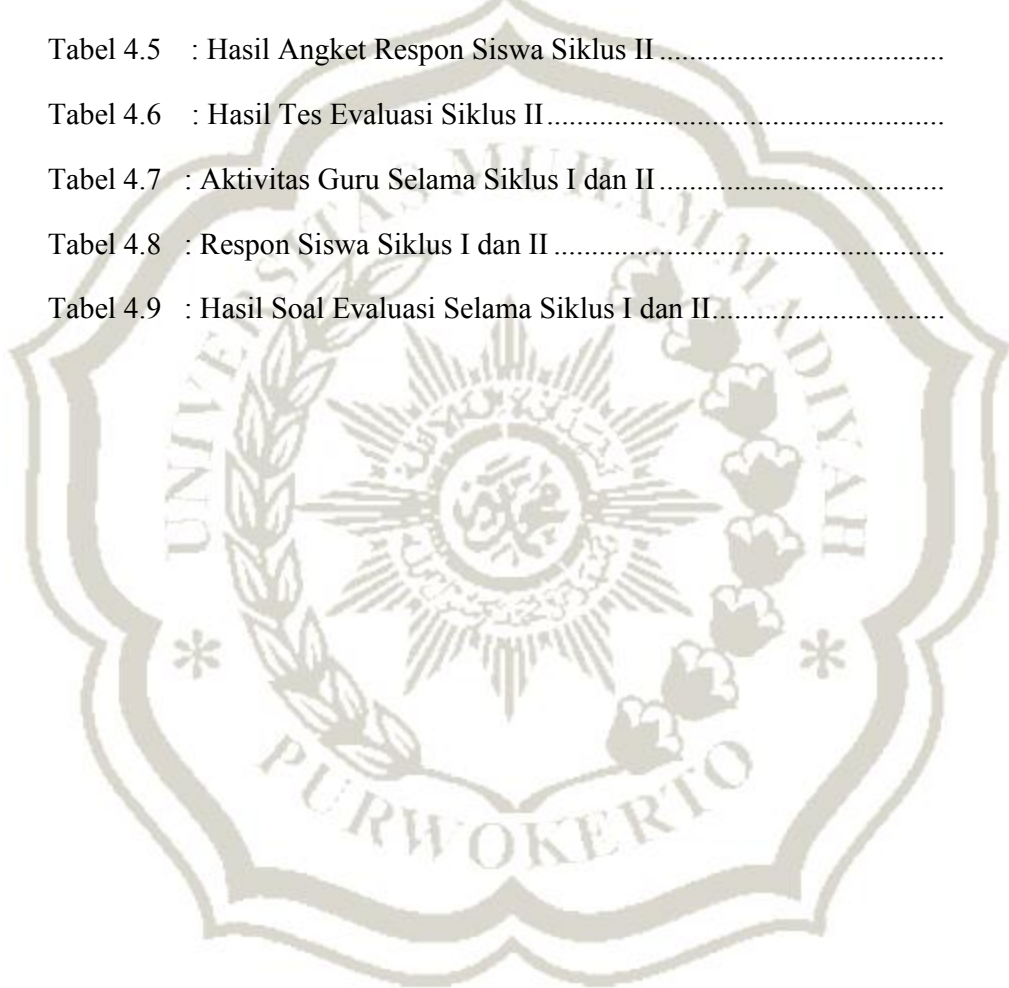 Tabel 4.5 : Hasil Angket Respon Siswa Siklus II ......................................
Tabel 4.6 : Hasil Tes Evaluasi Siklus II .....................................................
Tabel 4.7 : Aktivitas Guru Selama Siklus I dan II ......................................
Tabel 4.8 : Respon Siswa Siklus I dan II ....................................................
Tabel 4.9 : Hasil Soal Evaluasi Selama Siklus I dan II...............................
UNIVERSITAS MUHAMMADIYAH
PURWOKERTO